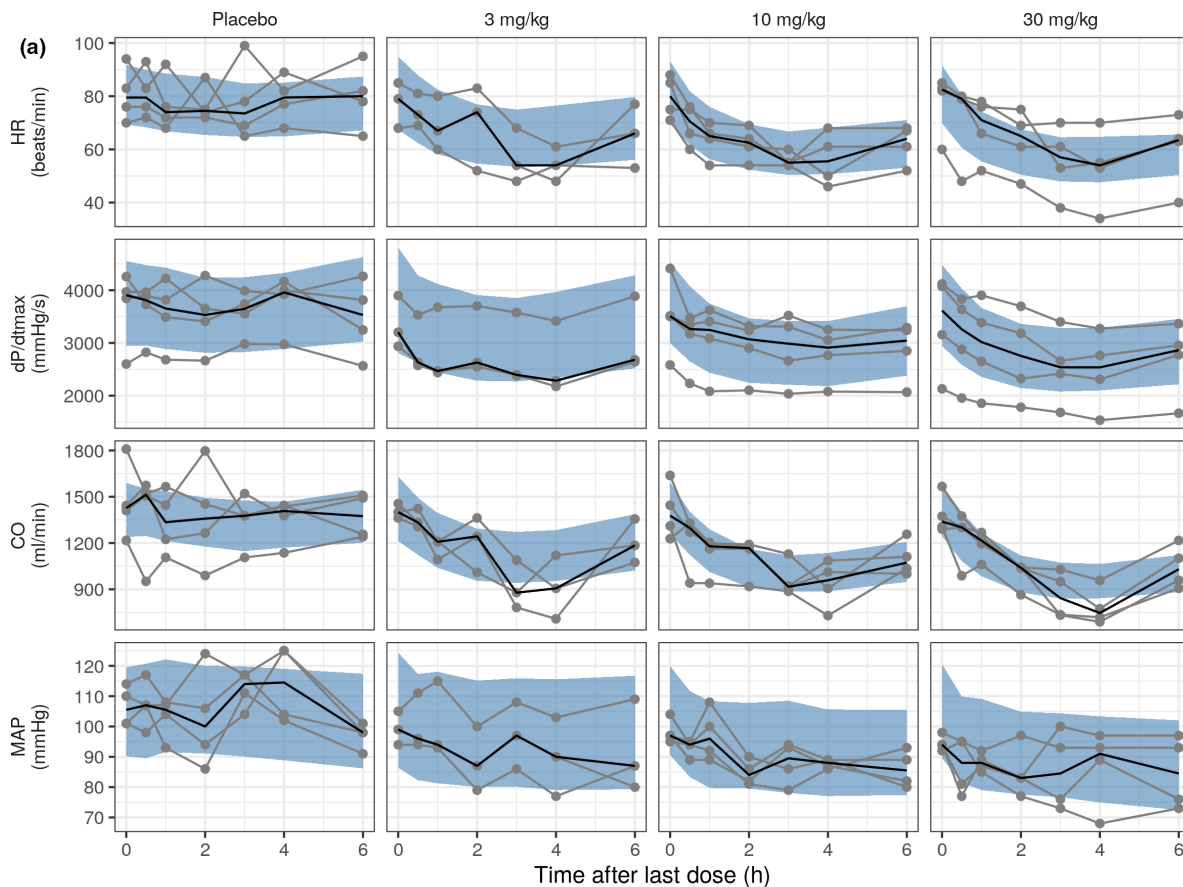 Placebo 3 mg/kg 10 mg/kg 30 mg/kg
(a)
HR
(beats/min)
100
80
60
40
dP/dtmax
(mmHg/s)
4000
3000
2000
CO
(ml/min)
1800
1500
1200
900
MAP
(mmHg)
120
110
100
90
80
70
0 2 4 6 0 2 4 6 0 2 4 6 0 2 4 6
Time after last dose (h)